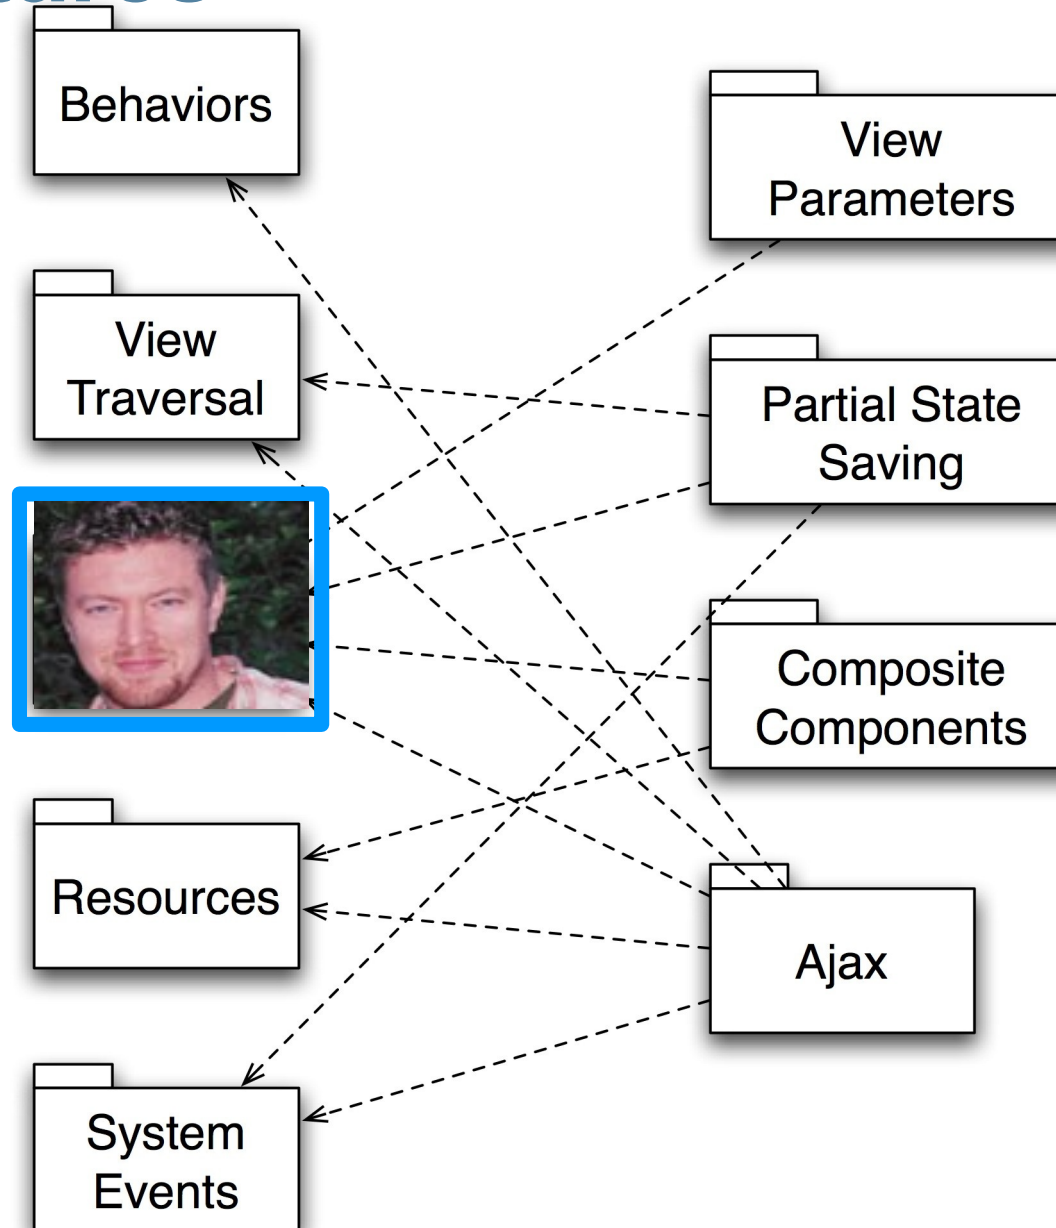 Behaviors
View
Traversal
Resources
System
Events
View
Parameters
Partial State
Saving
Composite
Components
Ajax